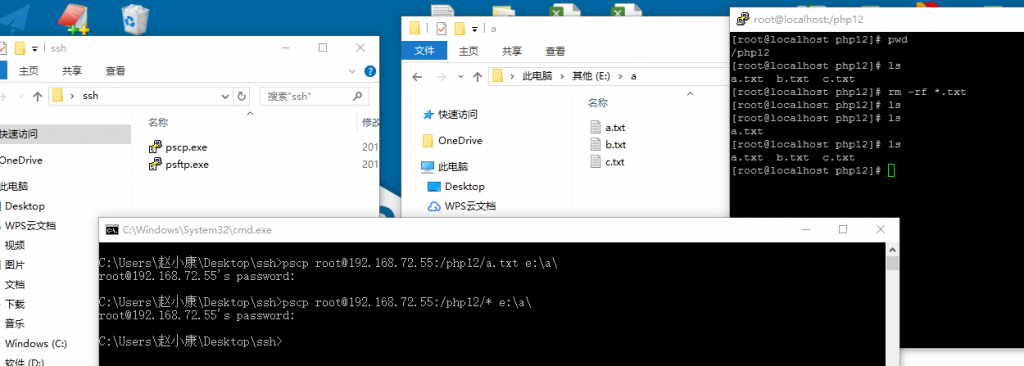 ssh
主页 共享 查看
ssh
搜索"ssh"
快速访问
OneDrive
此电脑
Desktop
WPS云文档
视频
图片
文档
下载
音乐
Windows (C:)
软件 (D:)
名称 修改
pscp.exe 201
psftp.exe 201
a
文件 主页 共享 查看
此电脑 其他 (E:) a
快速访问
OneDrive
此电脑
Desktop
WPS云文档
名称
a.txt
b.txt
c.txt
root@localhost:/php12
[root@localhost php12]# pwd
/php12
[root@localhost php12]# ls
a.txt b.txt c.txt
[root@localhost php12]# rm -rf *.txt
[root@localhost php12]# ls
[root@localhost php12]# ls
a.txt
[root@localhost php12]# ls
a.txt b.txt c.txt
[root@localhost php12]#
C:\Windows\System32\cmd.exe
C:\Users\赵小康\Desktop\ssh>pscp root@192.168.72.55:/php12/a.txt e:\a\
root@192.168.72.55's password:
C:\Users\赵小康\Desktop\ssh>pscp root@192.168.72.55:/php12/* e:\a\
root@192.168.72.55's password:
C:\Users\赵小康\Desktop\ssh>